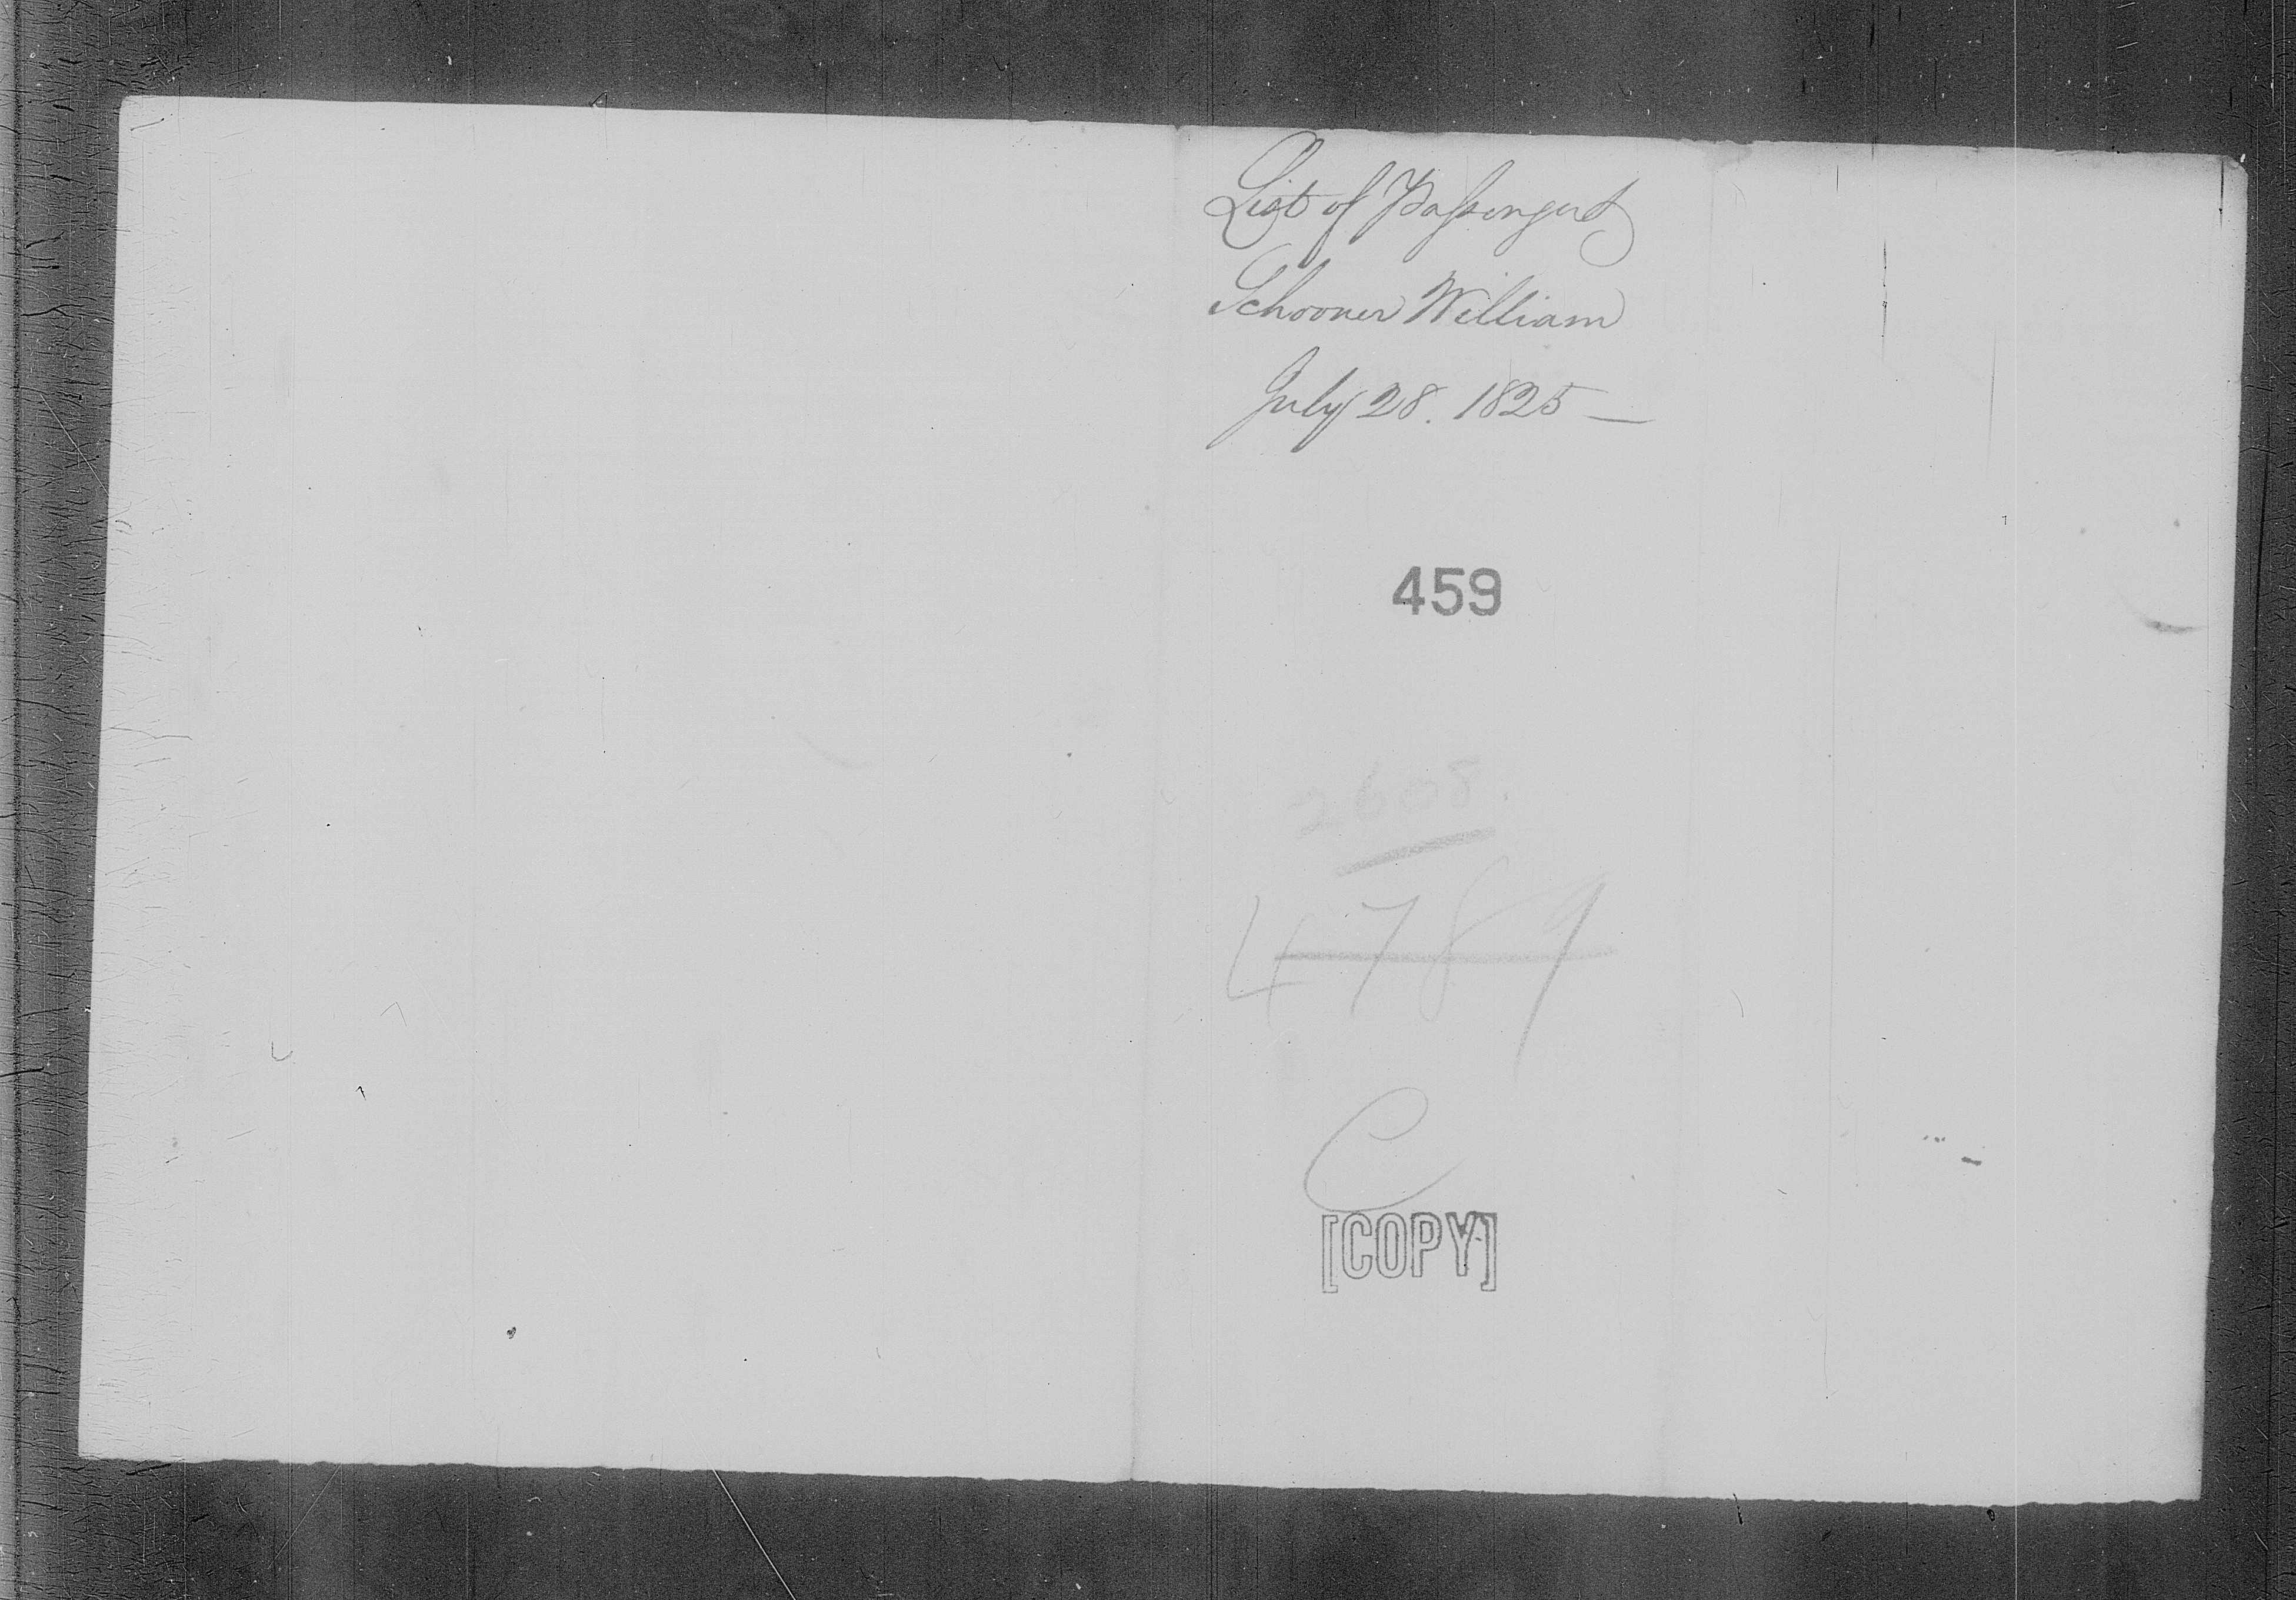 List of Passengers
Schooner William
July 28. 1825 —
459
2608.
4789
C
[COPY]